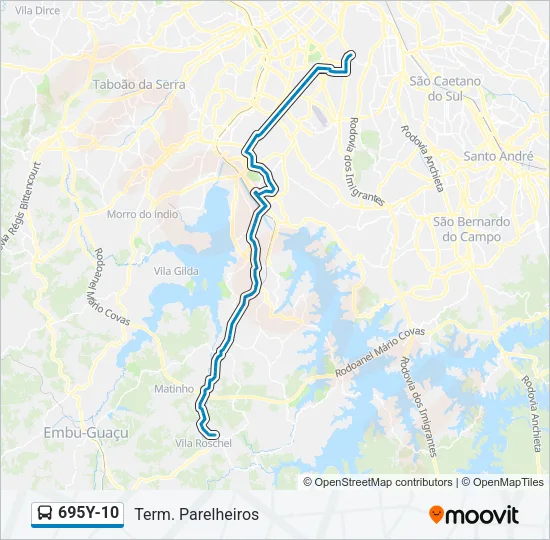 Vila Dirce
Taboão da Serra
São Caetano
do Sul
Rodovia dos Imigrantes
Rodovia Anchieta
Santo André
Rodovia Régis Bittencourt
Morro do Índio
São Bernardo
do Campo
Rodoanel Mário Covas
Vila Gilda
Rodoanel Mário Covas
Matinho
Rodovia dos Imigrantes
Rodovia Anchieta
Embu-Guaçu
Vila Roschel
© OpenStreetMap contributors | © OpenMapTiles
695Y-10 Term. Parelheiros
moovit